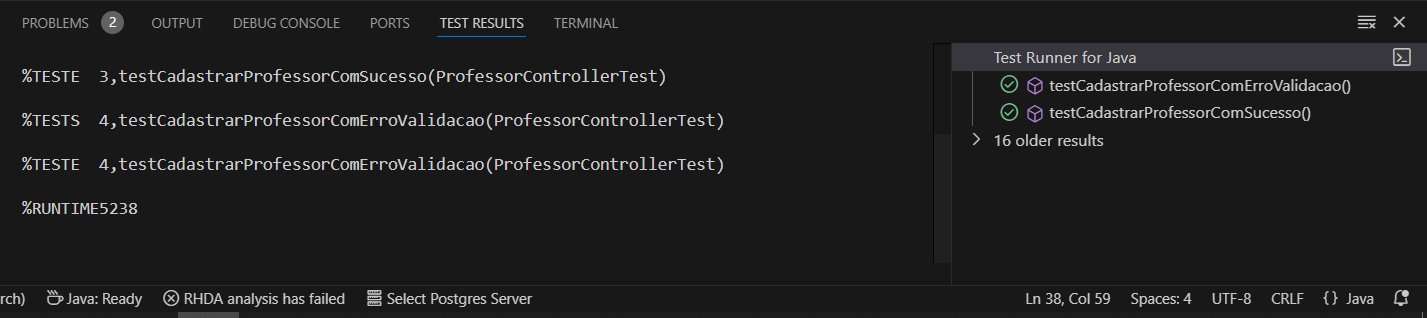 PROBLEMS 2 OUTPUT DEBUG CONSOLE PORTS TEST RESULTS TERMINAL
%TESTE 3,testCadastrarProfessorComSucesso(ProfessorControllerTest)
%TESTS 4,testCadastrarProfessorComErroValidacao(ProfessorControllerTest)
%TESTE 4,testCadastrarProfessorComErroValidacao(ProfessorControllerTest)
%RUNTIME5238
Test Runner for Java
testCadastrarProfessorComErroValidacao()
testCadastrarProfessorComSucesso()
16 older results
rch) Java: Ready RHDA analysis has failed Select Postgres Server Ln 38, Col 59 Spaces: 4 UTF-8 CRLF {} Java